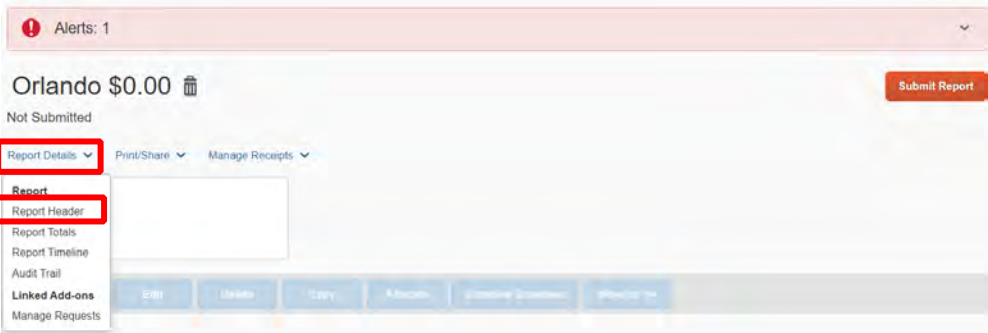 Alerts: 1
Orlando $0.00
Submit Report
Not Submitted
Report Details Print/Share Manage Receipts
Report
Report Header
Report Totals
Report Timeline
Audit Trail
Linked Add-ons
Edit Delete Copy Allocate
Manage Requests